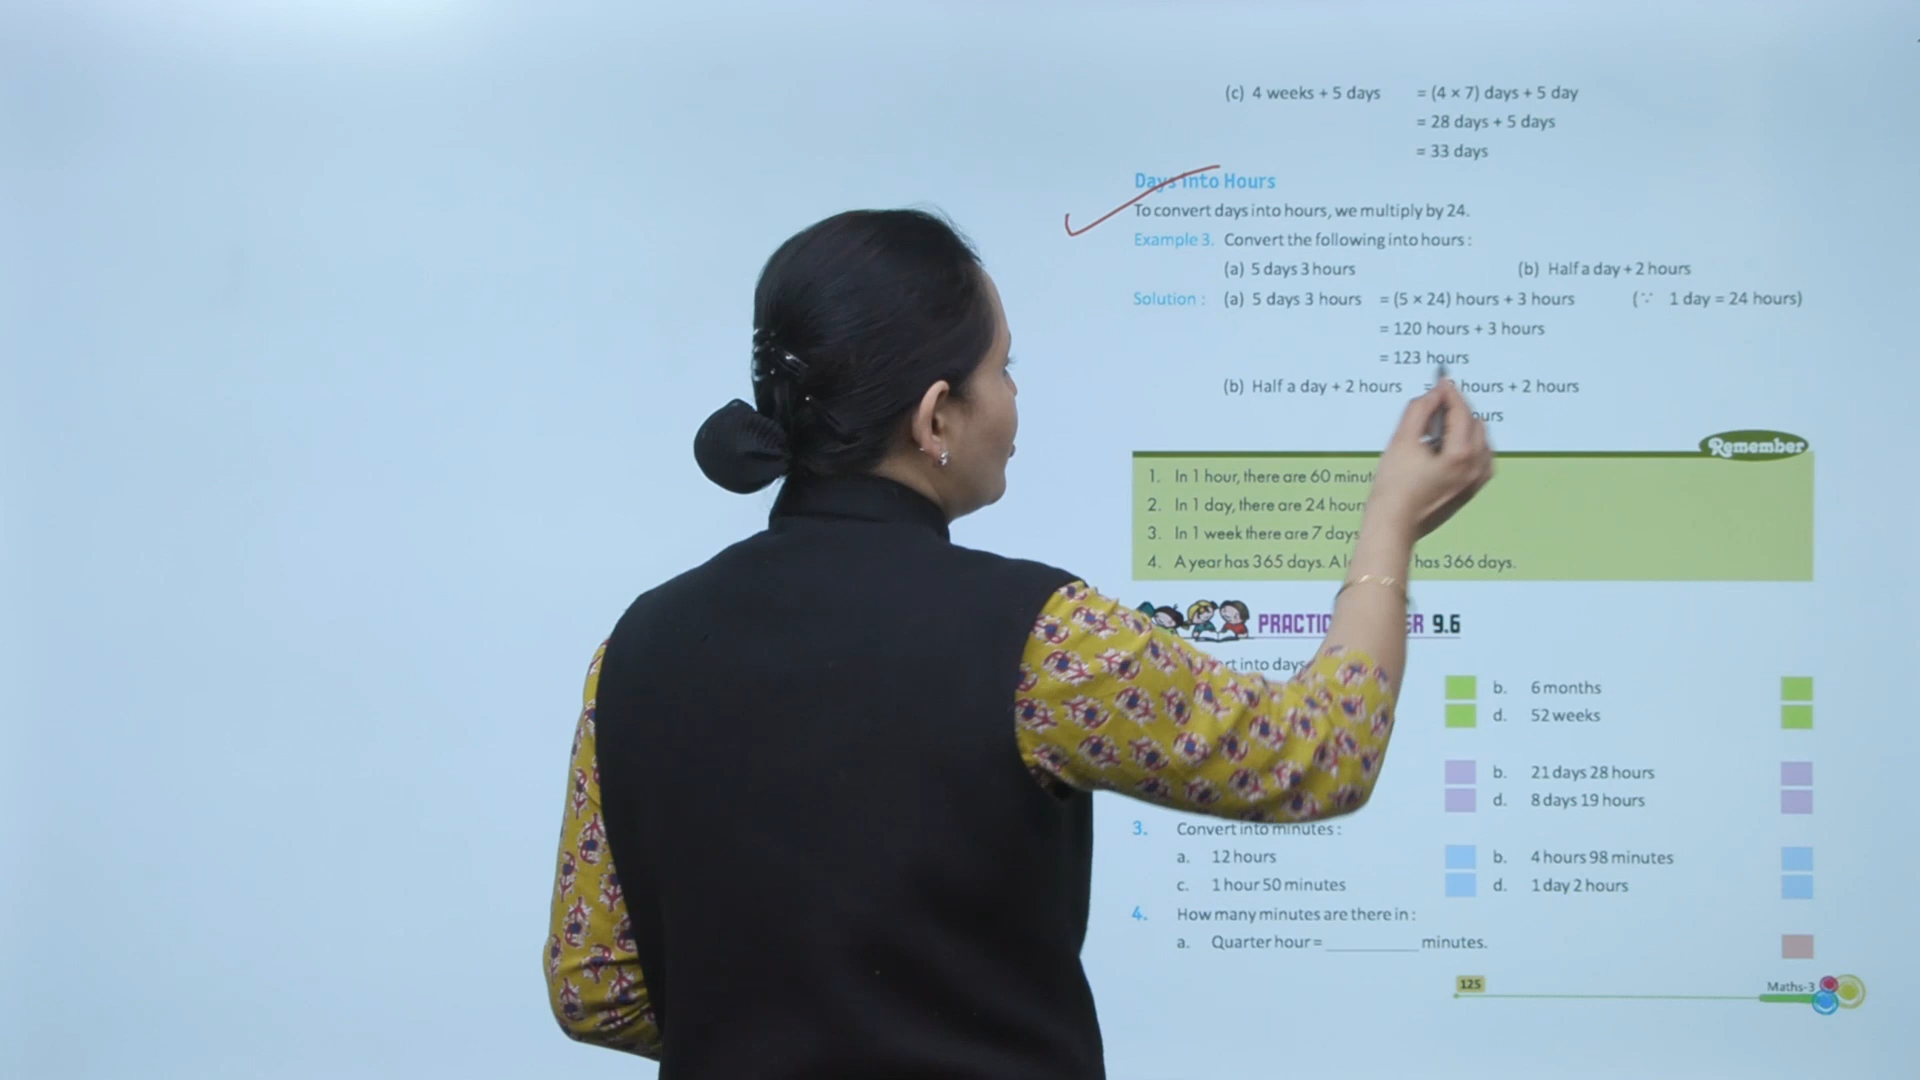 (c) 4 weeks + 5 days = (4 × 7) days + 5 day
= 28 days + 5 days
= 33 days
Days into Hours
To convert days into hours, we multiply by 24.
Example 3. Convert the following into hours :
(a) 5 days 3 hours (b) Half a day + 2 hours
Solution : (a) 5 days 3 hours = (5 × 24) hours + 3 hours (∵ 1 day = 24 hours)
= 120 hours + 3 hours
= 123 hours
(b) Half a day + 2 hours = hours + 2 hours
Remember
1. In 1 hour, there are 60
2. In 1 day, there are 24
3. In 1 week there are 7 days
4. A year has 365 days. A has 366 days.
9.6
into days
b. 6 months
d. 52 weeks
b. 21 days 28 hours
d. 8 days 19 hours
3. Convert into minutes :
a. 12 hours b. 4 hours 98 minutes
c. 1 hour 50 minutes d. 1 day 2 hours
4. How many minutes are there in :
a. Quarter hour = __________ minutes.
125
Maths-3